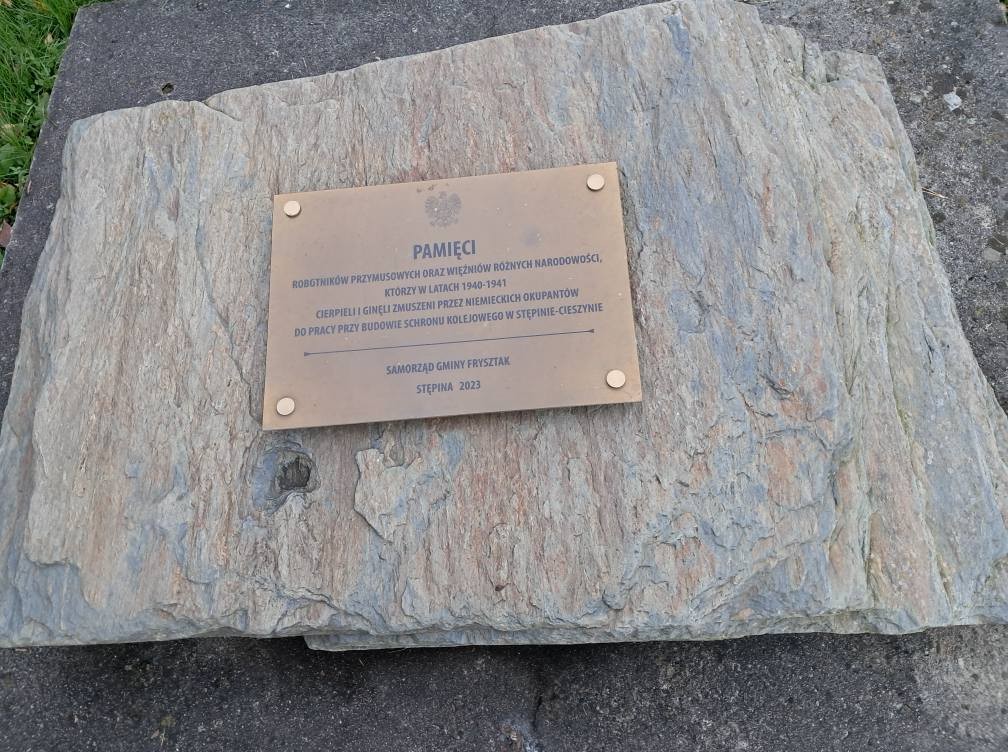 PAMIĘCI
ROBOTNIKÓW PRZYMUSOWYCH ORAZ WIĘŹNIÓW RÓŻNYCH NARODOWOŚCI,
KTÓRZY W LATACH 1940-1941
CIERPIELI I GINĘLI ZMUSZENI PRZEZ NIEMIECKICH OKUPANTÓW
DO PRACY PRZY BUDOWIE SCHRONU KOLEJOWEGO W STĘPINIE-CIESZYNIE
SAMORZĄD GMINY FRYSZTAK
STĘPINA 2023